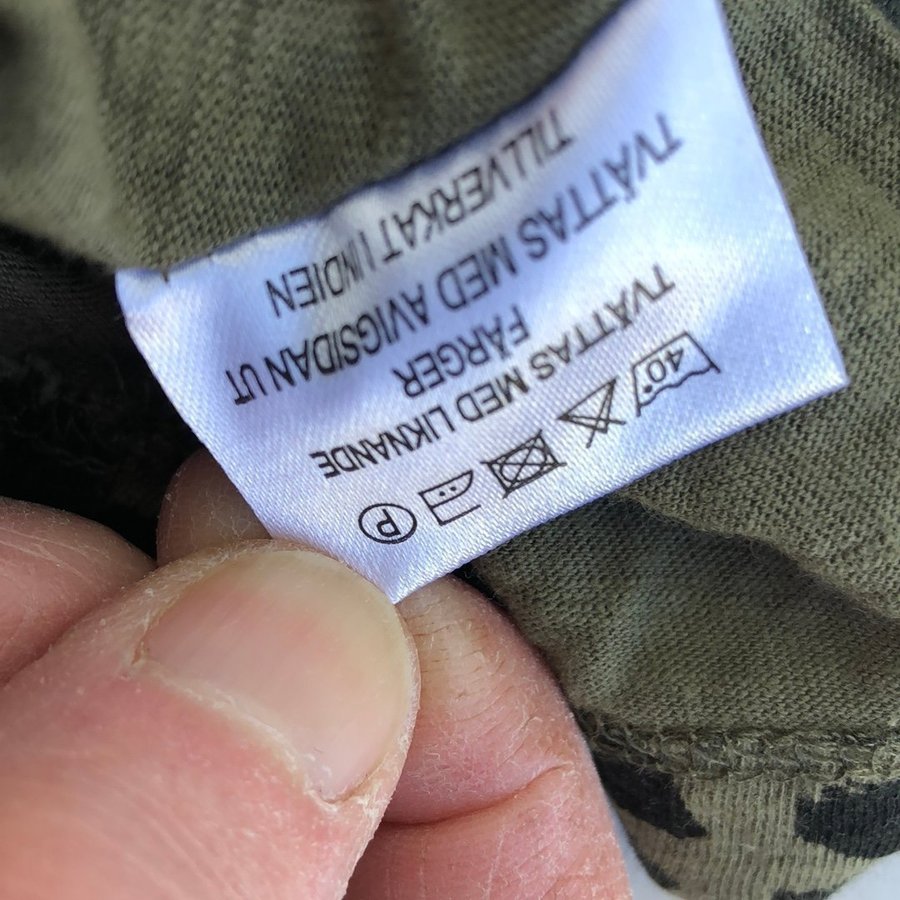 40° P
TVÄTTAS MED LIKNANDE
FÄRGER
TVÄTTAS MED AVIGSIDAN UT
TILLVERKAT I INDIEN